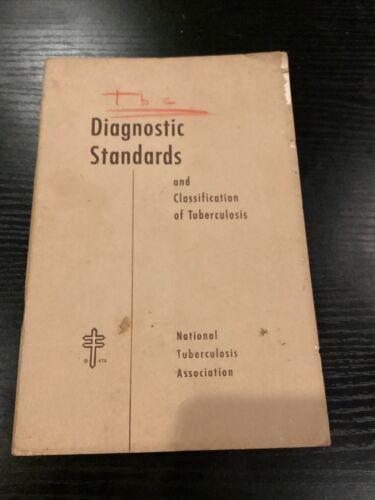 Tbc
Diagnostic
Standards
and
Classification
of Tuberculosis
National
Tuberculosis
Association